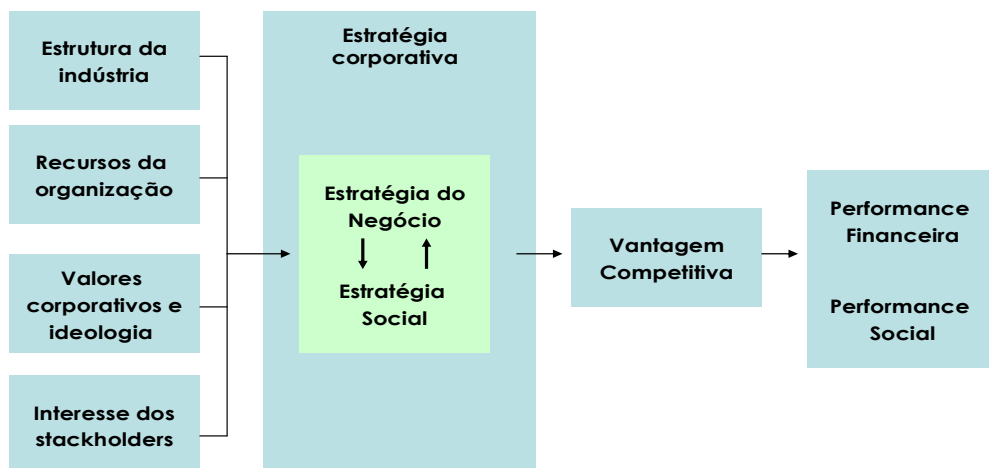 Estrutura da
indústria
Recursos da
organização
Valores
corporativos e
ideologia
Interesse dos
stackholders
Estratégia
corporativa
Estratégia do
Negócio
Estratégia
Social
Vantagem
Competitiva
Performance
Financeira
Performance
Social